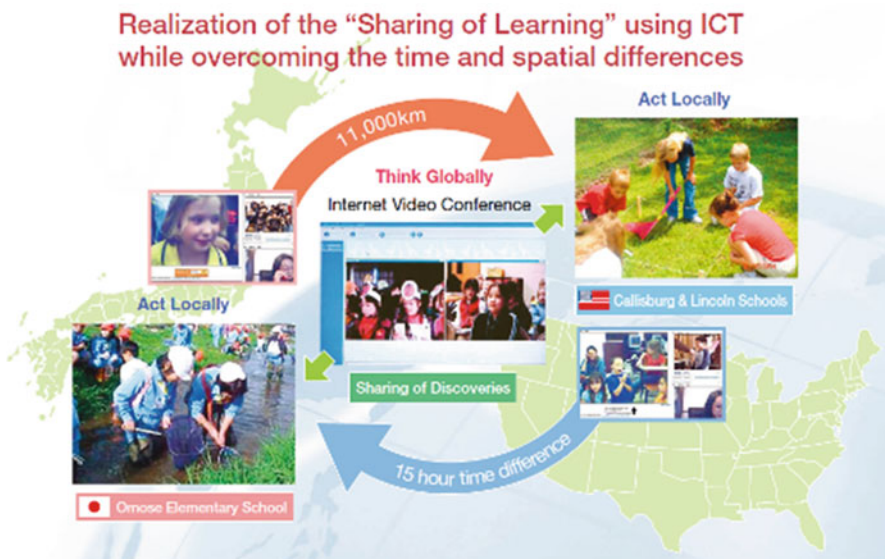 Realization of the “Sharing of Learning” using ICT
while overcoming the time and spatial differences
11,000km
Act Locally
Think Globally
Internet Video Conference
Callisburg & Lincoln Schools
Act Locally
Sharing of Discoveries
15 hour time difference
Omose Elementary School